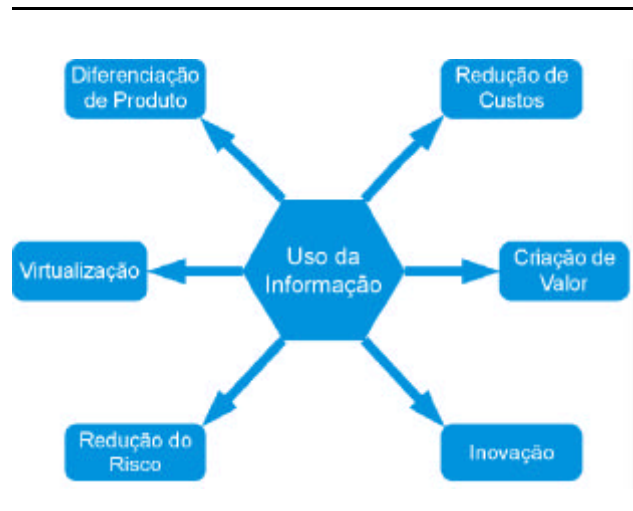 Diferenciação
de Produto
Redução de
Custos
Virtualização
Uso da
Informação
Criação de
Valor
Redução do
Risco
Inovação